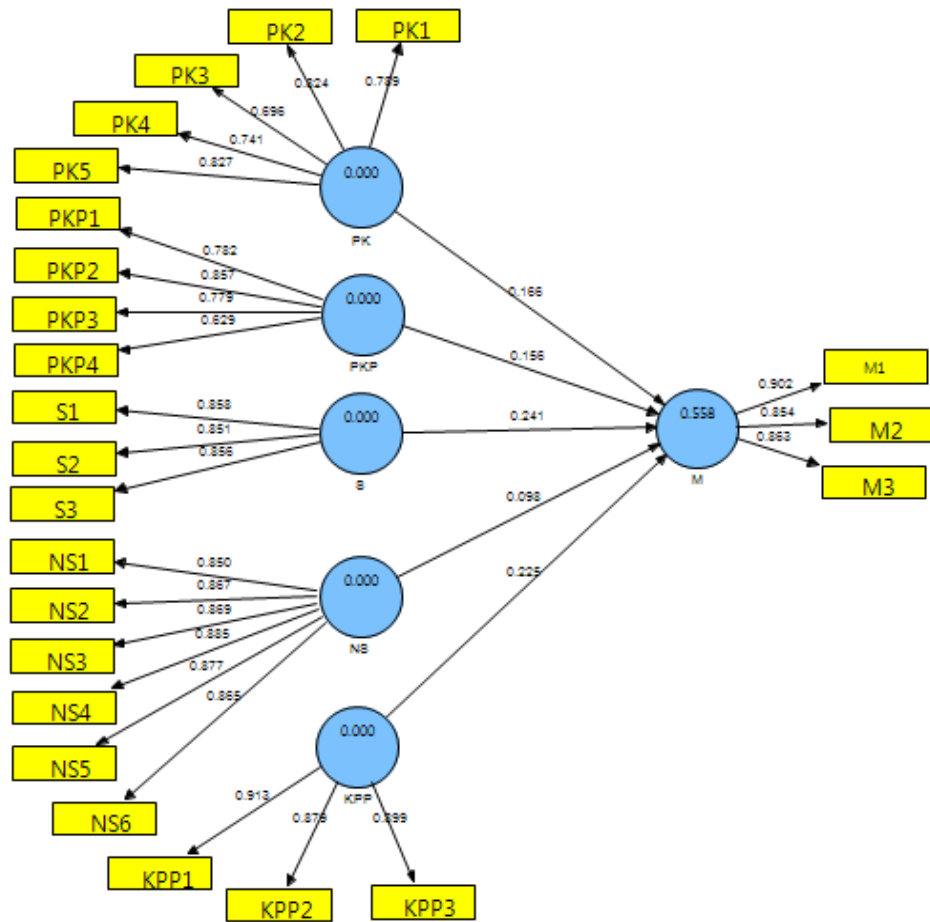 PK2
PK1
PK3
PK4
PK5
0.824
0.789
0.696
0.741
0.827
0.000
PK
PKP1
PKP2
PKP3
PKP4
0.782
0.857
0.779
0.629
0.000
PKP
0.166
0.156
S1
S2
S3
0.858
0.851
0.856
0.000
S
0.241
0.558
M
0.902
0.854
0.863
M1
M2
M3
NS1
NS2
NS3
NS4
NS5
NS6
0.850
0.867
0.869
0.885
0.877
0.865
0.000
NS
0.098
0.225
0.000
KPP
0.913
0.879
0.899
KPP1
KPP2
KPP3